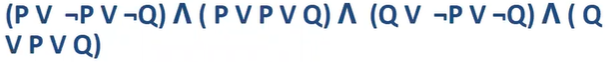 (P V ¬P V ¬Q) Λ ( P V P V Q) Λ (Q V ¬P V ¬Q) Λ ( Q
V P V Q)